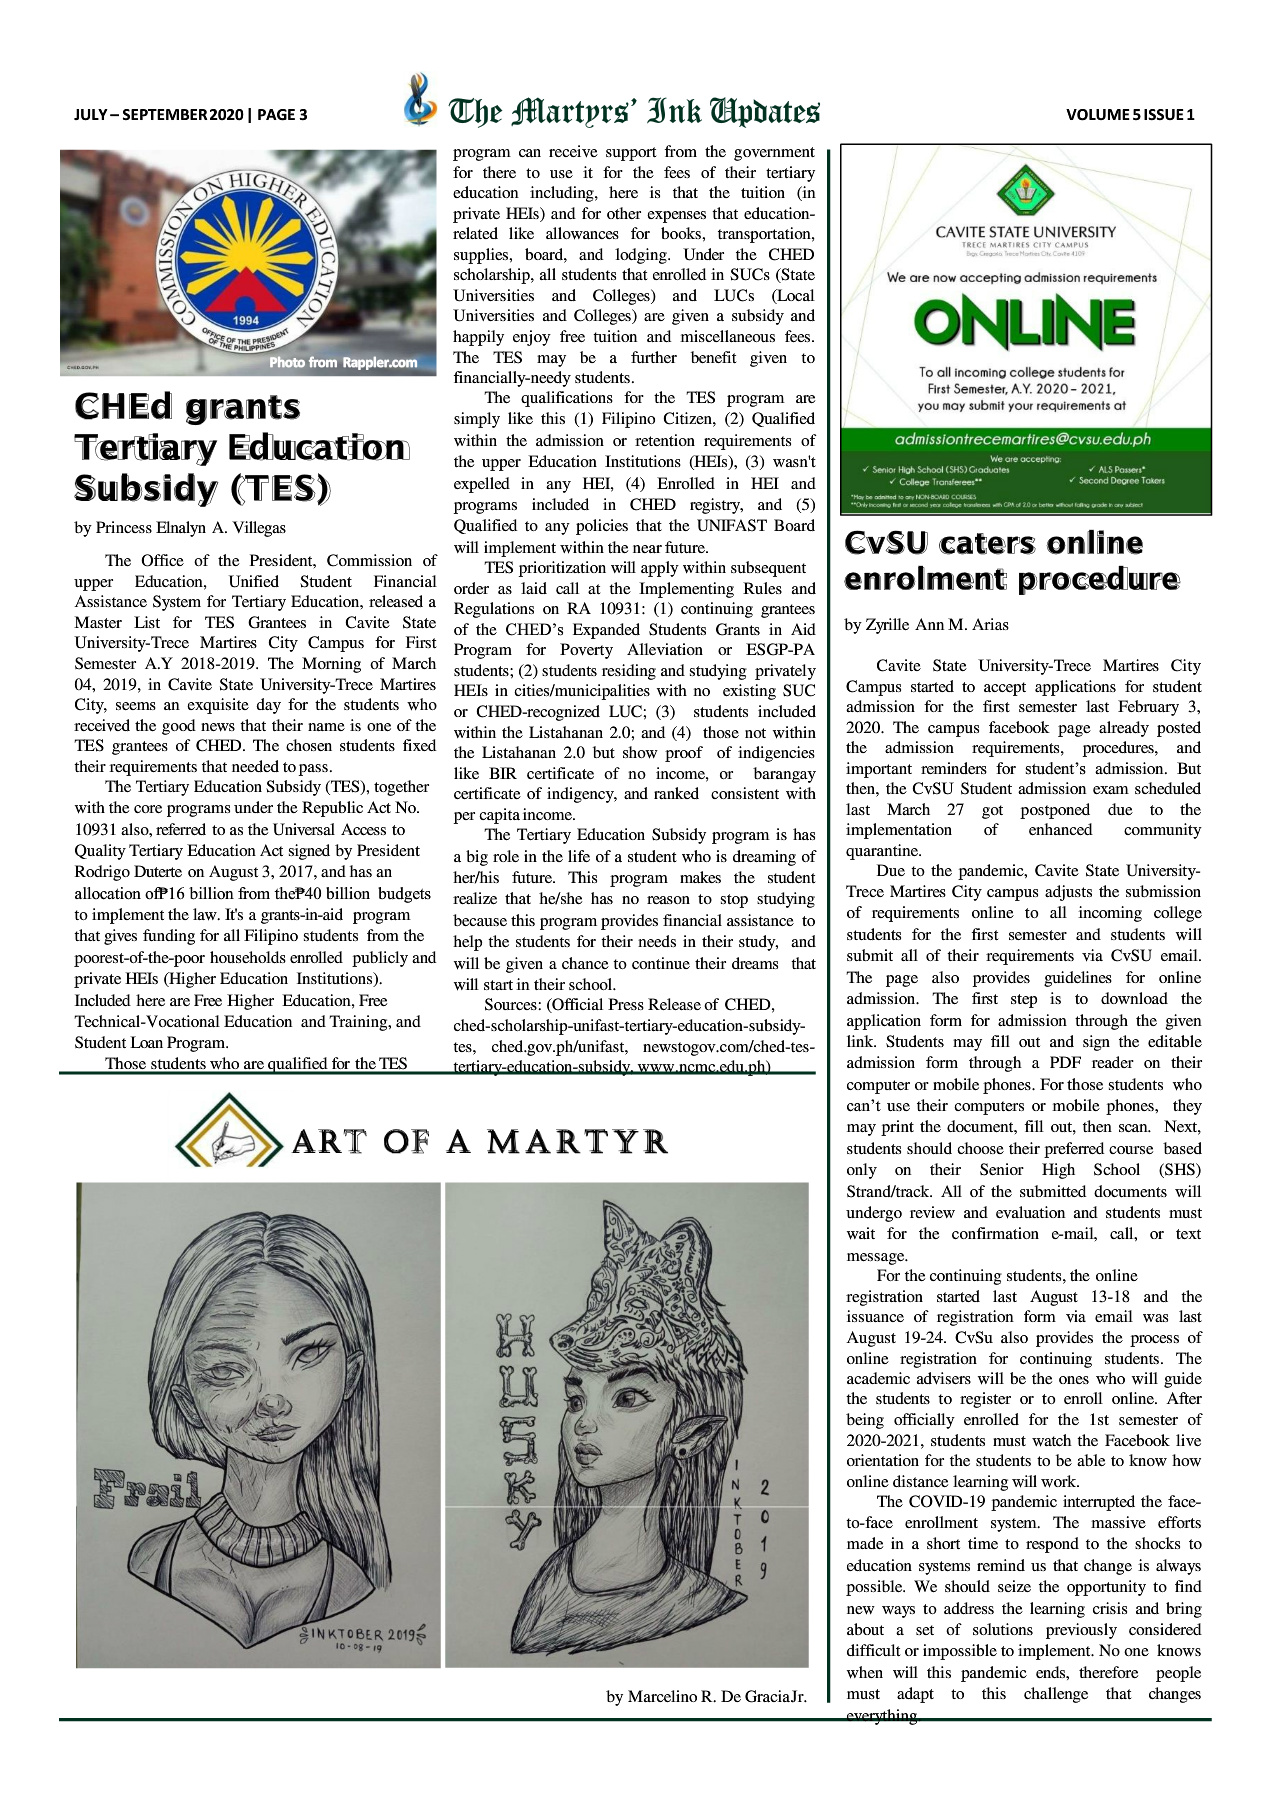 JULY – SEPTEMBER 2020 | PAGE 3
The Martyrs' Ink Updates
VOLUME 5 ISSUE 1
COMMISSION ON HIGHER EDUCATION
1994
OFFICE OF THE PRESIDENT
OF THE PHILIPPINES
CHED.GOV.PH
Photo from Rappler.com
CHEd grants
Tertiary Education
Subsidy (TES)
by Princess Elnalyn A. Villegas
The Office of the President, Commission of
upper Education, Unified Student Financial
Assistance System for Tertiary Education, released a
Master List for TES Grantees in Cavite State
University-Trece Martires City Campus for First
Semester A.Y 2018-2019. The Morning of March
04, 2019, in Cavite State University-Trece Martires
City, seems an exquisite day for the students who
received the good news that their name is one of the
TES grantees of CHED. The chosen students fixed
their requirements that needed to pass.
The Tertiary Education Subsidy (TES), together
with the core programs under the Republic Act No.
10931 also, referred to as the Universal Access to
Quality Tertiary Education Act signed by President
Rodrigo Duterte on August 3, 2017, and has an
allocation of₱16 billion from the₱40 billion budgets
to implement the law. It's a grants-in-aid program
that gives funding for all Filipino students from the
poorest-of-the-poor households enrolled publicly and
private HEIs (Higher Education Institutions).
Included here are Free Higher Education, Free
Technical-Vocational Education and Training, and
Student Loan Program.
Those students who are qualified for the TES
program can receive support from the government
for there to use it for the fees of their tertiary
education including, here is that the tuition (in
private HEIs) and for other expenses that education-
related like allowances for books, transportation,
supplies, board, and lodging. Under the CHED
scholarship, all students that enrolled in SUCs (State
Universities and Colleges) and LUCs (Local
Universities and Colleges) are given a subsidy and
happily enjoy free tuition and miscellaneous fees.
The TES may be a further benefit given to
financially-needy students.
The qualifications for the TES program are
simply like this (1) Filipino Citizen, (2) Qualified
within the admission or retention requirements of
the upper Education Institutions (HEIs), (3) wasn't
expelled in any HEI, (4) Enrolled in HEI and
programs included in CHED registry, and (5)
Qualified to any policies that the UNIFAST Board
will implement within the near future.
TES prioritization will apply within subsequent
order as laid call at the Implementing Rules and
Regulations on RA 10931: (1) continuing grantees
of the CHED's Expanded Students Grants in Aid
Program for Poverty Alleviation or ESGP-PA
students; (2) students residing and studying privately
HEIs in cities/municipalities with no existing SUC
or CHED-recognized LUC; (3) students included
within the Listahanan 2.0; and (4) those not within
the Listahanan 2.0 but show proof of indigencies
like BIR certificate of no income, or barangay
certificate of indigency, and ranked consistent with
per capita income.
The Tertiary Education Subsidy program is has
a big role in the life of a student who is dreaming of
her/his future. This program makes the student
realize that he/she has no reason to stop studying
because this program provides financial assistance to
help the students for their needs in their study, and
will be given a chance to continue their dreams that
will start in their school.
Sources: (Official Press Release of CHED,
ched-scholarship-unifast-tertiary-education-subsidy-
tes, ched.gov.ph/unifast, newstogov.com/ched-tes-
tertiary-education-subsidy, www.ncmc.edu.ph)
CAVITE STATE UNIVERSITY
TRECE MARTIRES CITY CAMPUS
Brgy. Gregorio, Trece Martires City, Cavite 4109
We are now accepting admission requirements
ONLINE
To all incoming college students for
First Semester, A.Y. 2020 – 2021,
you may submit your requirements at
admissiontrecemartires@cvsu.edu.ph
We are accepting:
✓ Senior High School (SHS) Graduates
✓ ALS Passers*
✓ College Transferees**
✓ Second Degree Takers
*May be admitted to any NON-BOARD COURSES
**Only incoming first or second year college transferees with GPA of 2.0 or better without failing grade in any subject
CvSU caters online
enrolment procedure
by Zyrille Ann M. Arias
Cavite State University-Trece Martires City
Campus started to accept applications for student
admission for the first semester last February 3,
2020. The campus facebook page already posted
the admission requirements, procedures, and
important reminders for student's admission. But
then, the CvSU Student admission exam scheduled
last March 27 got postponed due to the
implementation of enhanced community
quarantine.
Due to the pandemic, Cavite State University-
Trece Martires City campus adjusts the submission
of requirements online to all incoming college
students for the first semester and students will
submit all of their requirements via CvSU email.
The page also provides guidelines for online
admission. The first step is to download the
application form for admission through the given
link. Students may fill out and sign the editable
admission form through a PDF reader on their
computer or mobile phones. For those students who
can't use their computers or mobile phones, they
may print the document, fill out, then scan. Next,
students should choose their preferred course based
only on their Senior High School (SHS)
Strand/track. All of the submitted documents will
undergo review and evaluation and students must
wait for the confirmation e-mail, call, or text
message.
For the continuing students, the online
registration started last August 13-18 and the
issuance of registration form via email was last
August 19-24. CvSu also provides the process of
online registration for continuing students. The
academic advisers will be the ones who will guide
the students to register or to enroll online. After
being officially enrolled for the 1st semester of
2020-2021, students must watch the Facebook live
orientation for the students to be able to know how
online distance learning will work.
The COVID-19 pandemic interrupted the face-
to-face enrollment system. The massive efforts
made in a short time to respond to the shocks to
education systems remind us that change is always
possible. We should seize the opportunity to find
new ways to address the learning crisis and bring
about a set of solutions previously considered
difficult or impossible to implement. No one knows
when will this pandemic ends, therefore people
must adapt to this challenge that changes
everything.
ART OF A MARTYR
Frail
INKTOBER 2019
10-08-19
HUSKY
INKTOBER
2019
by Marcelino R. De GraciaJr.